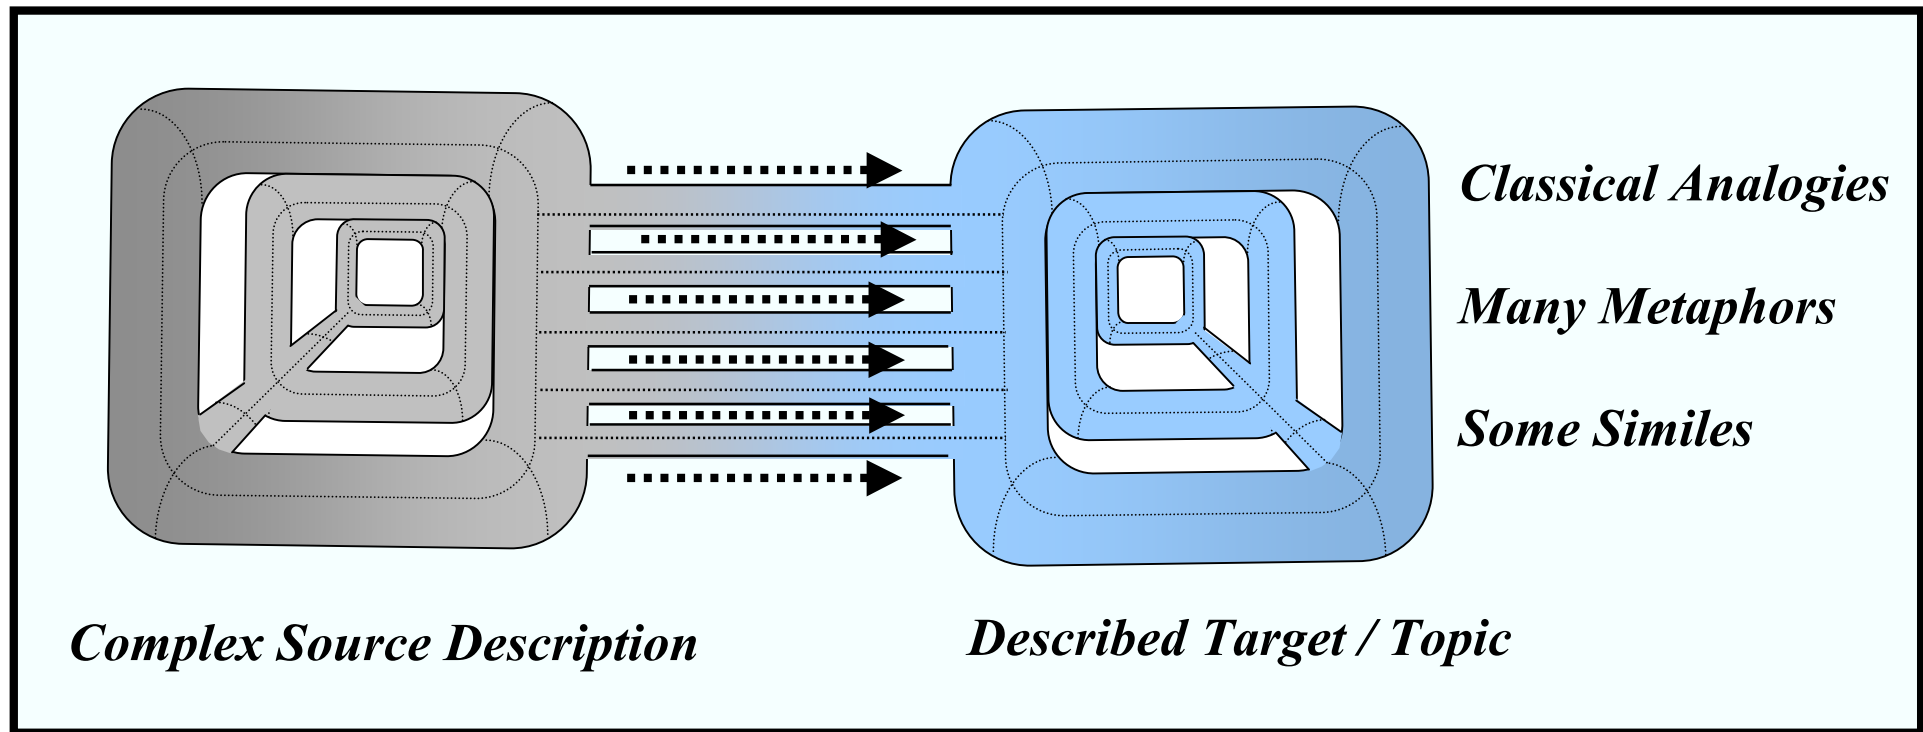 Classical Analogies
Many Metaphors
Some Similes
Complex Source Description
Described Target / Topic